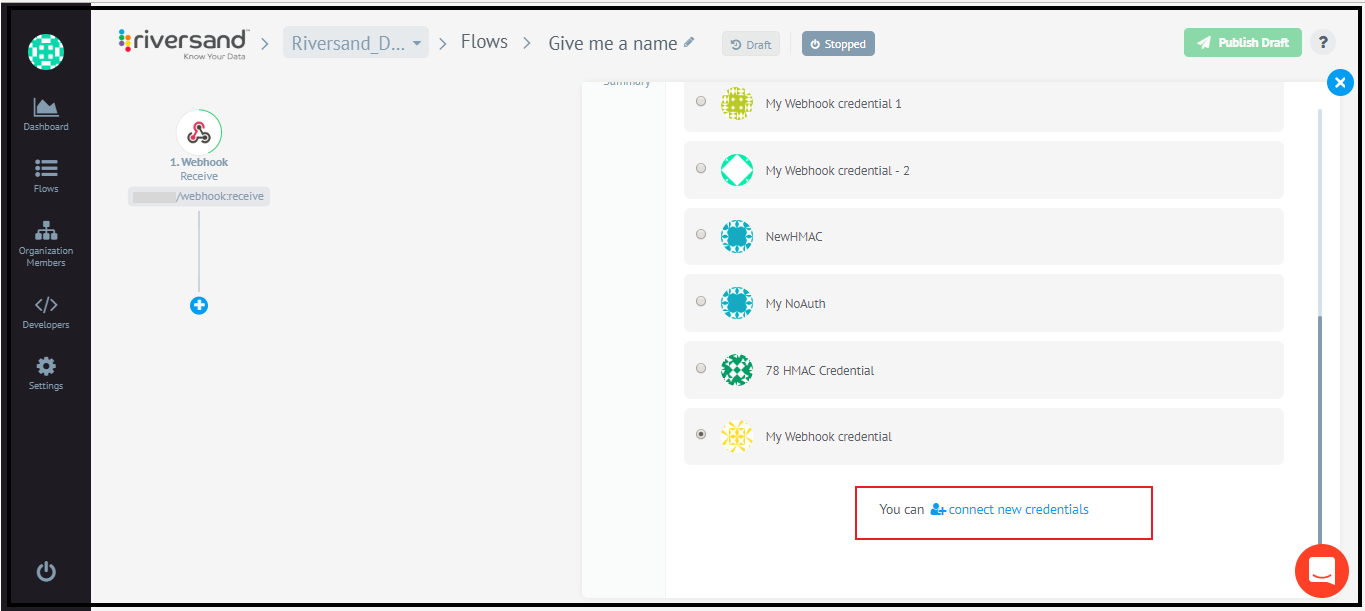 riversand
Know Your Data
Riversand_D...
Flows
Give me a name
Draft
Stopped
Publish Draft
?
Dashboard
Flows
Organization
Members
Developers
Settings
1. Webhook
Receive
/webhook:receive
Summary
My Webhook credential 1
My Webhook credential - 2
NewHMAC
My NoAuth
78 HMAC Credential
My Webhook credential
You can connect new credentials